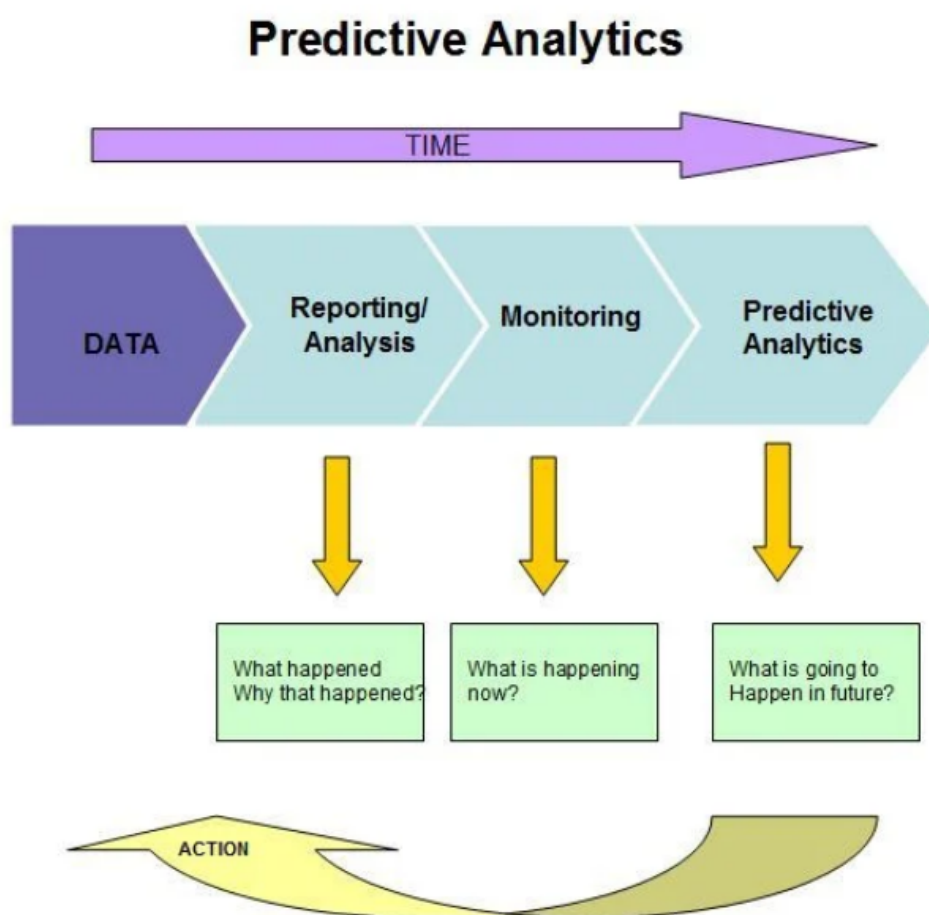 Predictive Analytics
TIME
DATA
Reporting/
Analysis
Monitoring
Predictive
Analytics
What happened
Why that happened?
What is happening
now?
What is going to
Happen in future?
ACTION